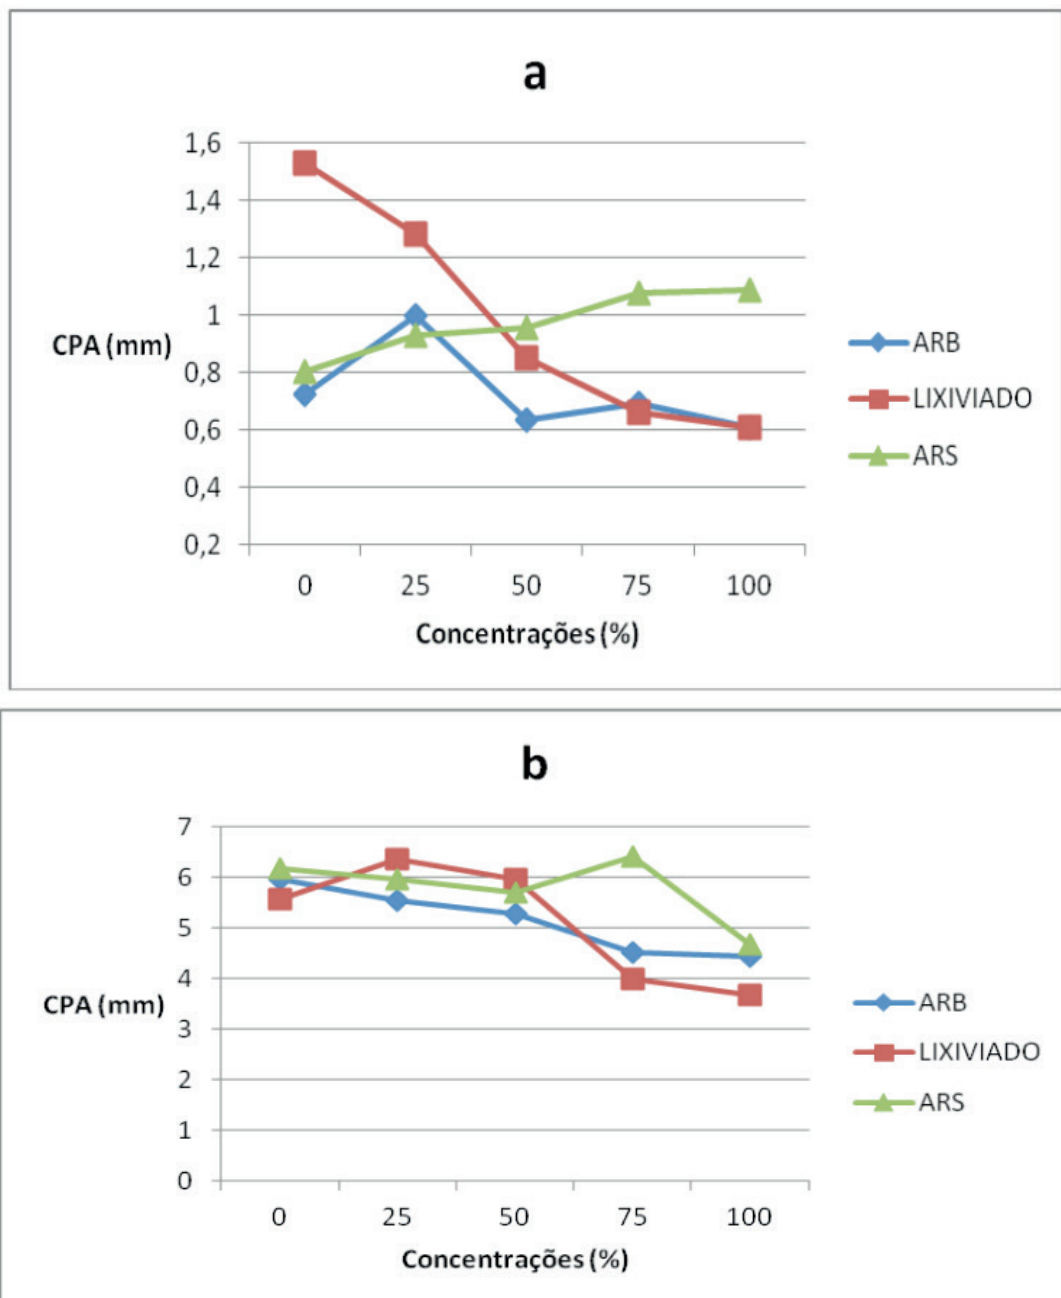 a
1,6
1,4
1,2
1
0,8
0,6
0,4
0,2
CPA (mm)
0 25 50 75 100
Concentrações (%)
ARB
LIXIVIADO
ARS
b
7
6
5
4
3
2
1
0
CPA (mm)
0 25 50 75 100
Concentrações (%)
ARB
LIXIVIADO
ARS